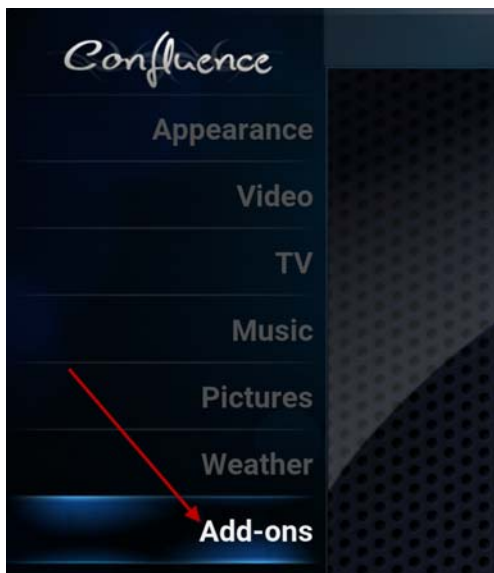 Confluence
Appearance
Video
TV
Music
Pictures
Weather
Add-ons